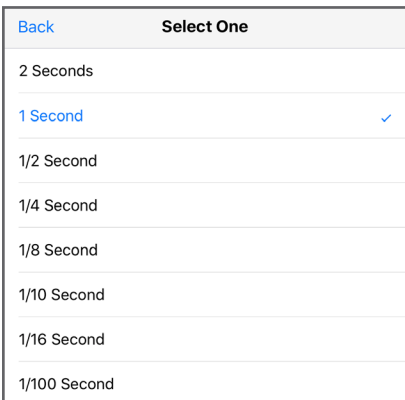 Back Select One
2 Seconds
1 Second
1/2 Second
1/4 Second
1/8 Second
1/10 Second
1/16 Second
1/100 Second